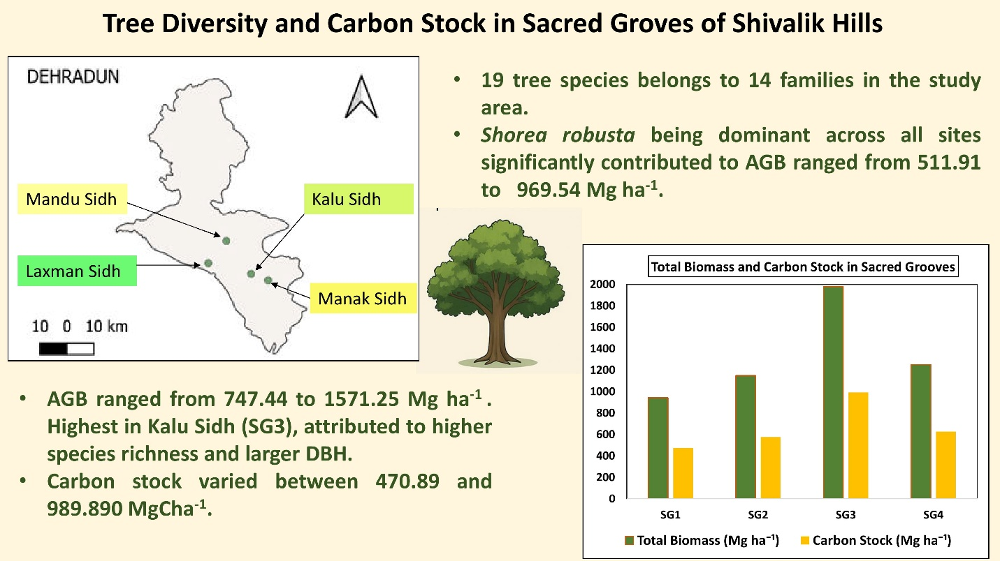 Tree Diversity and Carbon Stock in Sacred Groves of Shivalik Hills
DEHRADUN
Mandu Sidh
Kalu Sidh
Laxman Sidh
Manak Sidh
10 0 10 km
• 19 tree species belongs to 14 families in the study
area.
• Shorea robusta being dominant across all sites
significantly contributed to AGB ranged from 511.91
to 969.54 Mg ha⁻¹.
• AGB ranged from 747.44 to 1571.25 Mg ha⁻¹ .
Highest in Kalu Sidh (SG3), attributed to higher
species richness and larger DBH.
• Carbon stock varied between 470.89 and
989.890 MgCha⁻¹.
Total Biomass and Carbon Stock in Sacred Grooves
2000
1800
1600
1400
1200
1000
800
600
400
200
0
SG1 SG2 SG3 SG4
Total Biomass (Mg ha⁻¹) Carbon Stock (Mg ha⁻¹)